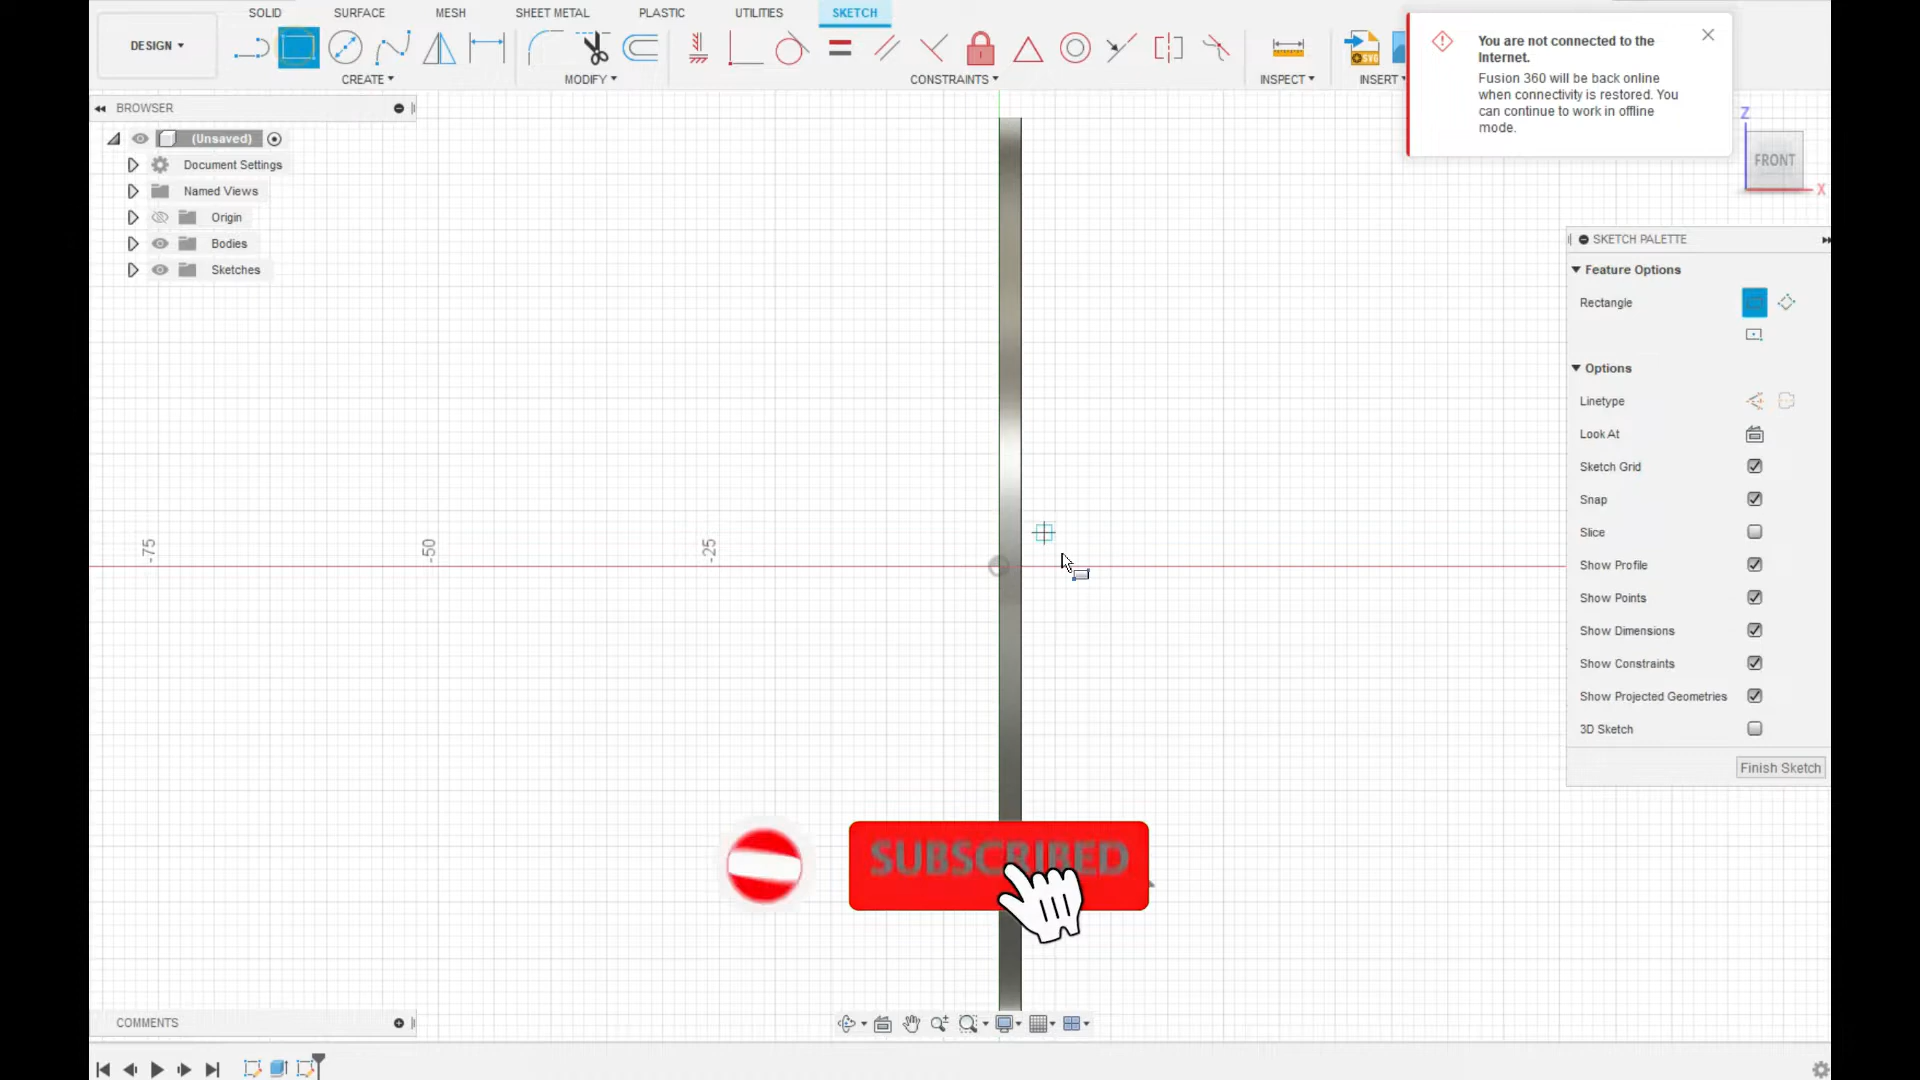 SOLID
SURFACE
MESH
SHEET METAL
PLASTIC
UTILITIES
SKETCH
DESIGN
CREATE
MODIFY
CONSTRAINTS
INSPECT
INSERT
SVG
You are not connected to the
Internet.
Fusion 360 will be back online
when connectivity is restored. You
can continue to work in offline
mode.
Z
FRONT
X
BROWSER
(Unsaved)
Document Settings
Named Views
Origin
Bodies
Sketches
-75
-50
-25
SKETCH PALETTE
Feature Options
Rectangle
Options
Linetype
Look At
Sketch Grid
Snap
Slice
Show Profile
Show Points
Show Dimensions
Show Constraints
Show Projected Geometries
3D Sketch
Finish Sketch
SUBSCRIBED
COMMENTS